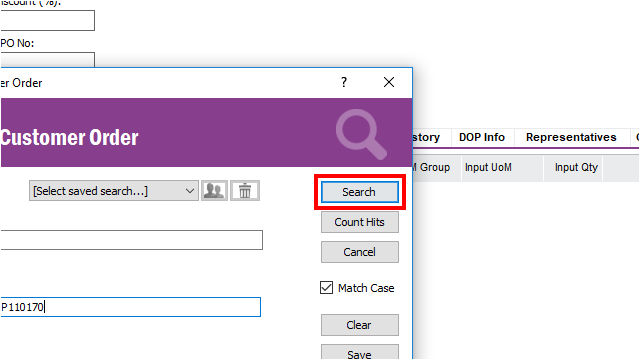 iscount (%):
PO No:
er Order
?
Customer Order
story DOP Info Representatives
M Group Input UoM Input Qty
[Select saved search...]
Search
Count Hits
Cancel
Match Case
P110170
Clear
Save